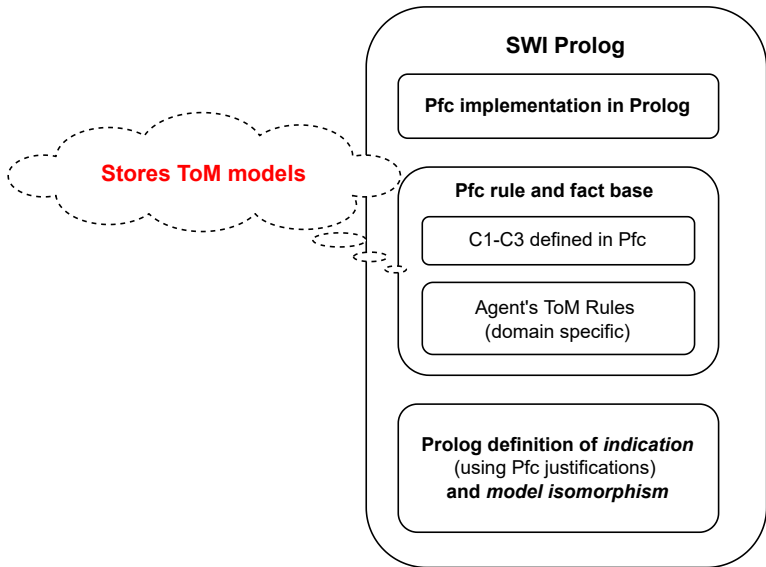 SWI Prolog
Pfc implementation in Prolog
Stores ToM models
Pfc rule and fact base
C1-C3 defined in Pfc
Agent's ToM Rules
(domain specific)
Prolog definition of indication
(using Pfc justifications)
and model isomorphism